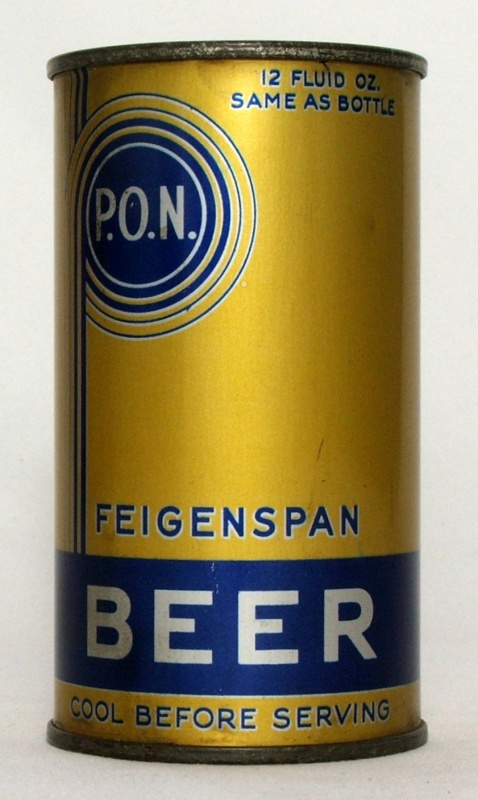 12 FLUID OZ.
SAME AS BOTTLE
P.O.N.
FEIGENSPAN
BEER
COOL BEFORE SERVING